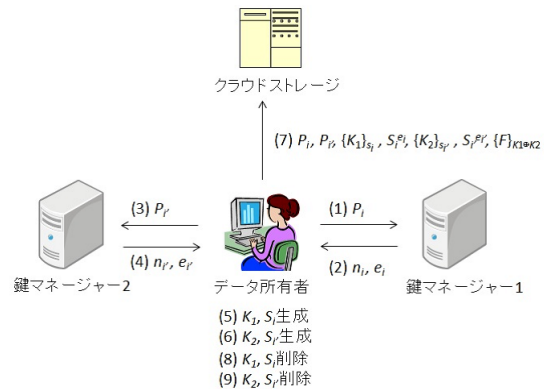 クラウドストレージ
(7) Pi, Pi', {K1}si , Si^ei, {K2}si' , Si'^ei', {F}K1⊕K2
(3) Pi'
(1) Pi
(4) ni', ei'
(2) ni, ei
鍵マネージャー2
データ所有者
鍵マネージャー1
(5) K1, Si生成
(6) K2, Si'生成
(8) K1, Si削除
(9) K2, Si'削除